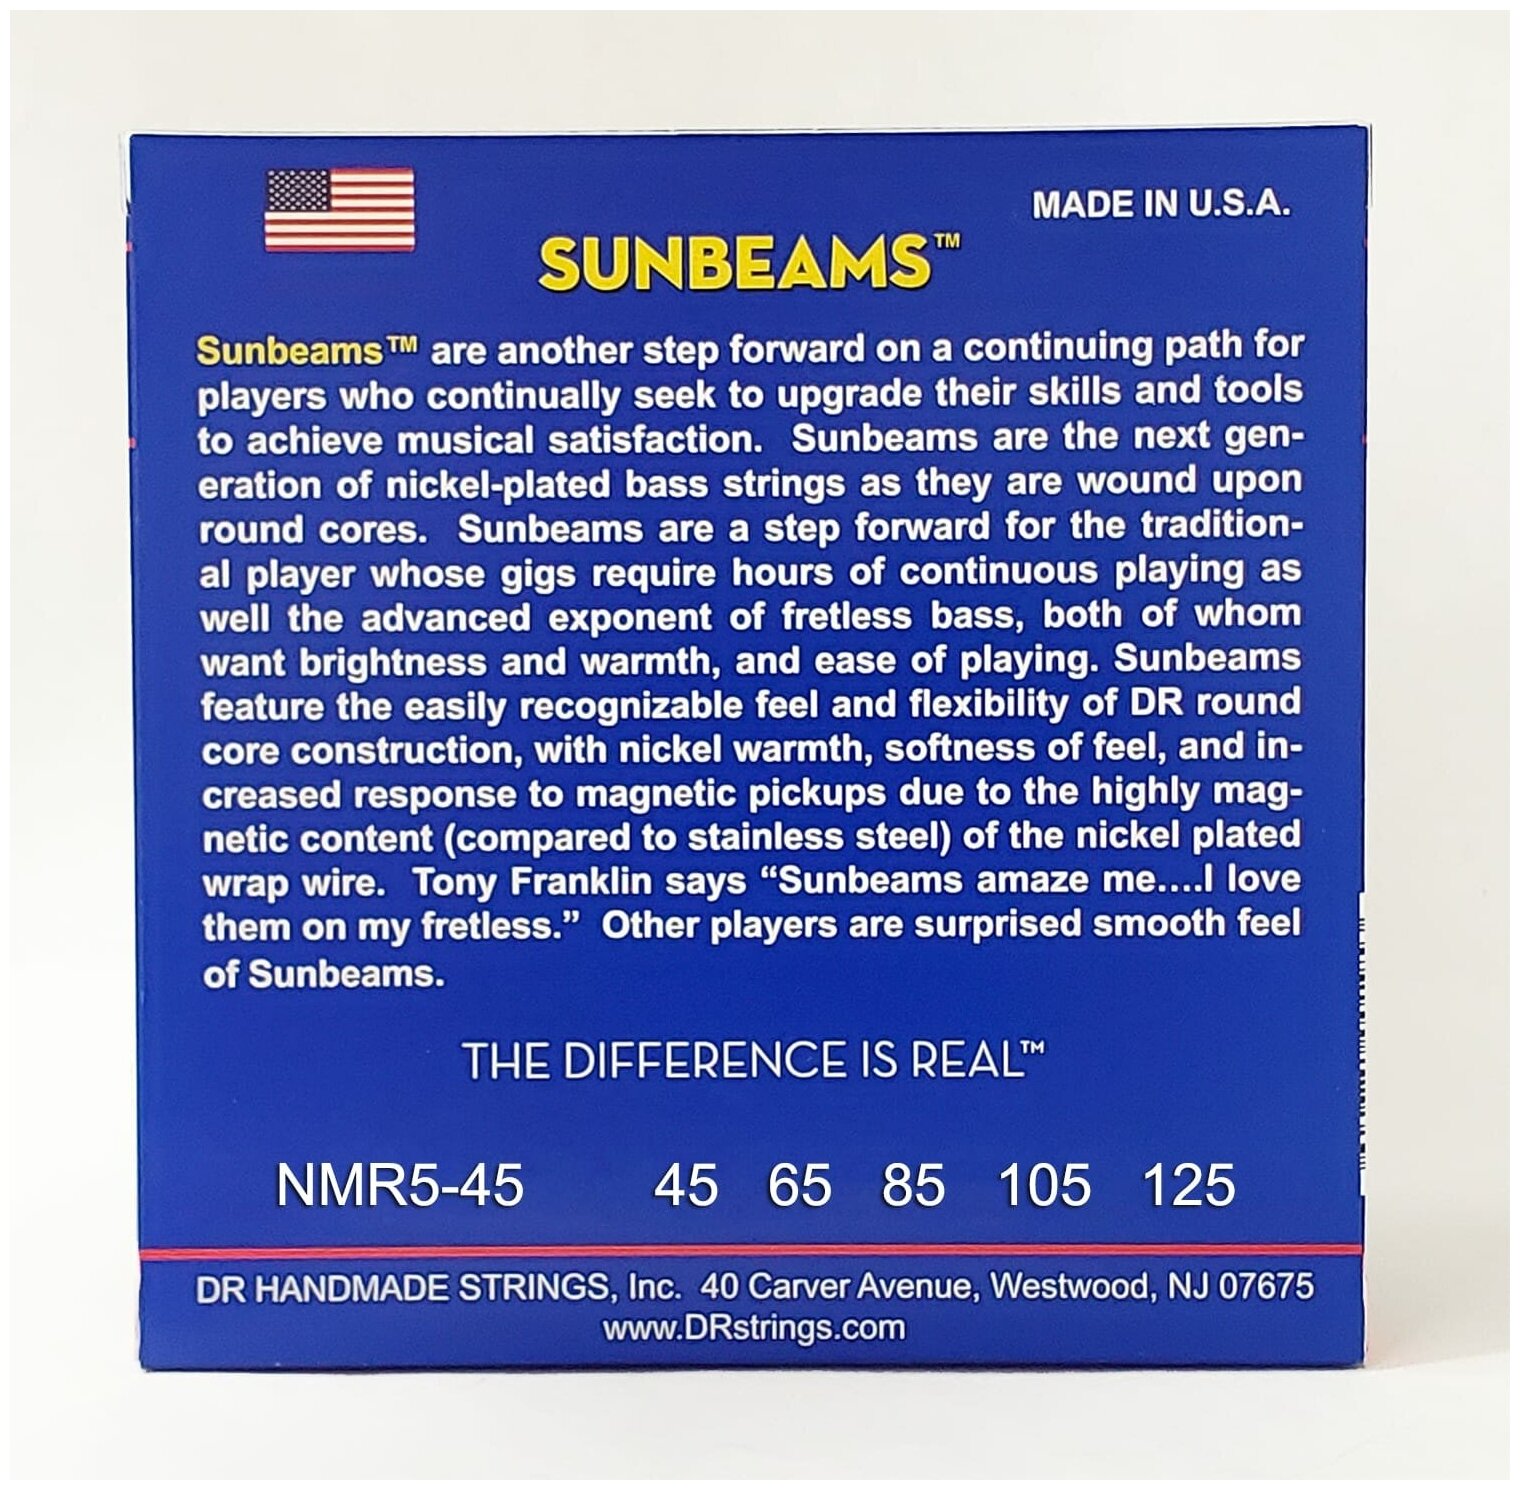 MADE IN U.S.A.
SUNBEAMS™
Sunbeams™ are another step forward on a continuing path for
players who continually seek to upgrade their skills and tools
to achieve musical satisfaction.  Sunbeams are the next gen-
eration of nickel-plated bass strings as they are wound upon
round cores.  Sunbeams are a step forward for the tradition-
al player whose gigs require hours of continuous playing as
well the advanced exponent of fretless bass, both of whom
want brightness and warmth, and ease of playing. Sunbeams
feature the easily recognizable feel and flexibility of DR round
core construction, with nickel warmth, softness of feel, and in-
creased response to magnetic pickups due to the highly mag-
netic content (compared to stainless steel) of the nickel plated
wrap wire.  Tony Franklin says “Sunbeams amaze me....I love
them on my fretless.”  Other players are surprised smooth feel
of Sunbeams.
THE DIFFERENCE IS REAL™
NMR5-45 45 65 85 105 125
DR HANDMADE STRINGS, Inc.  40 Carver Avenue, Westwood, NJ 07675
www.DRstrings.com